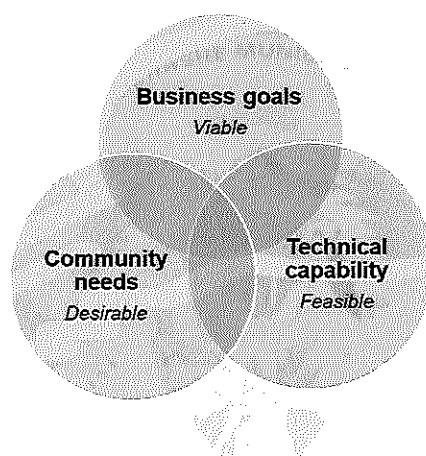 Business goals
Viable
Community
needs
Desirable
Technical
capability
Feasible